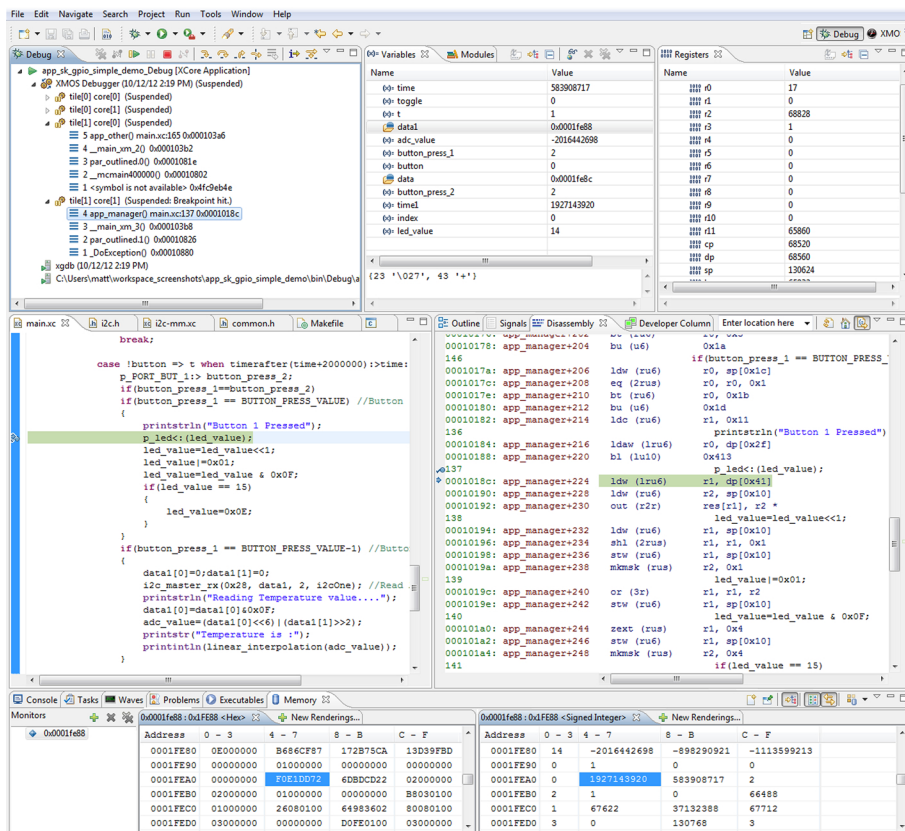 File Edit Navigate Search Project Run Tools Window Help
Debug XMO
Debug
app_sk_gpio_simple_demo_Debug [XCore Application]
XMOS Debugger (10/12/12 2:19 PM) (Suspended)
tile[0] core[0] (Suspended)
tile[0] core[1] (Suspended)
tile[1] core[0] (Suspended)
5 app_other() main.xc:165 0x000103a6
4 __main_xm_2() 0x000103b2
3 par_outlined.0() 0x0001081e
2 __mcmain400000() 0x00010802
1 <symbol is not available> 0x4fc9eb4e
tile[1] core[1] (Suspended: Breakpoint hit.)
4 app_manager() main.xc:137 0x0001018c
3 __main_xm_3() 0x000103b8
2 par_outlined.1() 0x00010826
1 _DoException() 0x00010880
xgdb (10/12/12 2:19 PM)
C:\Users\matt\workspace_screenshots\app_sk_gpio_simple_demo\bin\Debug\a
Variables Modules
Name Value
time 583908717
toggle 0
t 1
data1 0x0001fe88
adc_value -2016442698
button_press_1 2
button 0
data 0x0001fe8c
button_press_2 2
time1 1927143920
index 0
led_value 14
{23 '\027', 43 '+'}
Registers
Name Value
r0 17
r1 0
r2 68828
r3 1
r4 0
r5 0
r6 0
r7 0
r8 0
r9 0
r10 0
r11 65860
cp 68520
dp 65560
sp 130624
main.xc i2c.h i2c-mm.xc common.h Makefile
break;
case !button => t when timerafter(time+2000000):>time:
p_PORT_BUT_1:> button_press_2;
if(button_press_1==button_press_2)
if(button_press_1 == BUTTON_PRESS_VALUE) //Button
{
printstrln("Button 1 Pressed");
p_led<:(led_value);
led_value=led_value<<1;
led_value|=0x01;
led_value=led_value & 0x0F;
if(led_value == 15)
{
led_value=0x0E;
}
}
if(button_press_1 == BUTTON_PRESS_VALUE-1) //Butto
{
data1[0]=0;data1[1]=0;
i2c_master_rx(0x28, data1, 2, i2cOne); //Read
printstrln("Reading Temperature value....");
data1[0]=data1[0]&0x0F;
adc_value=(data1[0]<<6)|(data1[1]>>2);
printstr("Temperature is :");
printintln(linear_interpolation(adc_value));
}
Outline Signals Disassembly Developer Column Enter location here
00010178: app_manager+204 bu (u6) 0x1a
146 if(button_press_1 == BUTTON_PRESS_
0001017a: app_manager+206 ldw (ru6) r0, sp[0x1c]
0001017c: app_manager+208 eq (2rus) r0, r0, 0x1
0001017e: app_manager+210 bt (ru6) r0, 0x1b
00010180: app_manager+212 bu (u6) 0x1d
00010182: app_manager+214 ldc (ru6) r1, 0x11
136 printstrln("Button 1 Pressed")
00010184: app_manager+216 ldaw (lru6) r0, dp[0x2f]
00010188: app_manager+220 bl (lu10) 0x413
137 p_led<:(led_value);
0001018c: app_manager+224 ldw (lru6) r1, dp[0x41]
00010190: app_manager+228 ldw (ru6) r2, sp[0x10]
00010192: app_manager+230 out (r2r) res[r1], r2 *
138 led_value=led_value<<1;
00010194: app_manager+232 ldw (ru6) r1, sp[0x10]
00010196: app_manager+234 shl (2rus) r1, r1, 0x1
00010198: app_manager+236 stw (ru6) r1, sp[0x10]
0001019a: app_manager+238 mkmsk (rus) r2, 0x1
139 led_value|=0x01;
0001019c: app_manager+240 or (3r) r1, r1, r2
0001019e: app_manager+242 stw (ru6) r1, sp[0x10]
140 led_value=led_value & 0x0F;
000101a0: app_manager+244 zext (rus) r1, 0x4
000101a2: app_manager+246 stw (ru6) r1, sp[0x10]
000101a4: app_manager+248 mkmsk (rus) r2, 0x4
141 if(led_value == 15)
Console Tasks Waves Problems Executables Memory
Monitors
0x0001fe88
0x0001fe88 : 0x1FE88 <Hex> New Renderings...
Address 0 - 3 4 - 7 8 - B C - F
0001FE80 0E000000 B686CF87 172B75CA 13D39FBD
0001FE90 00000000 01000000 00000000 00000000
0001FEA0 00000000 F0E1DD72 6DBDCD22 02000000
0001FEB0 02000000 01000000 00000000 B8030100
0001FEC0 01000000 26080100 64983602 80080100
0001FED0 03000000 00000000 D0FE0100 03000000
0x0001fe88 : 0x1FE88 <Signed Integer> New Renderings...
Address 0 - 3 4 - 7 8 - B C - F
0001FE80 14 -2016442698 -898290921 -1113599213
0001FE90 0 1 0 0
0001FEA0 0 1927143920 583908717 2
0001FEB0 2 1 0 66488
0001FEC0 1 67622 37132388 67712
0001FED0 3 0 130768 3